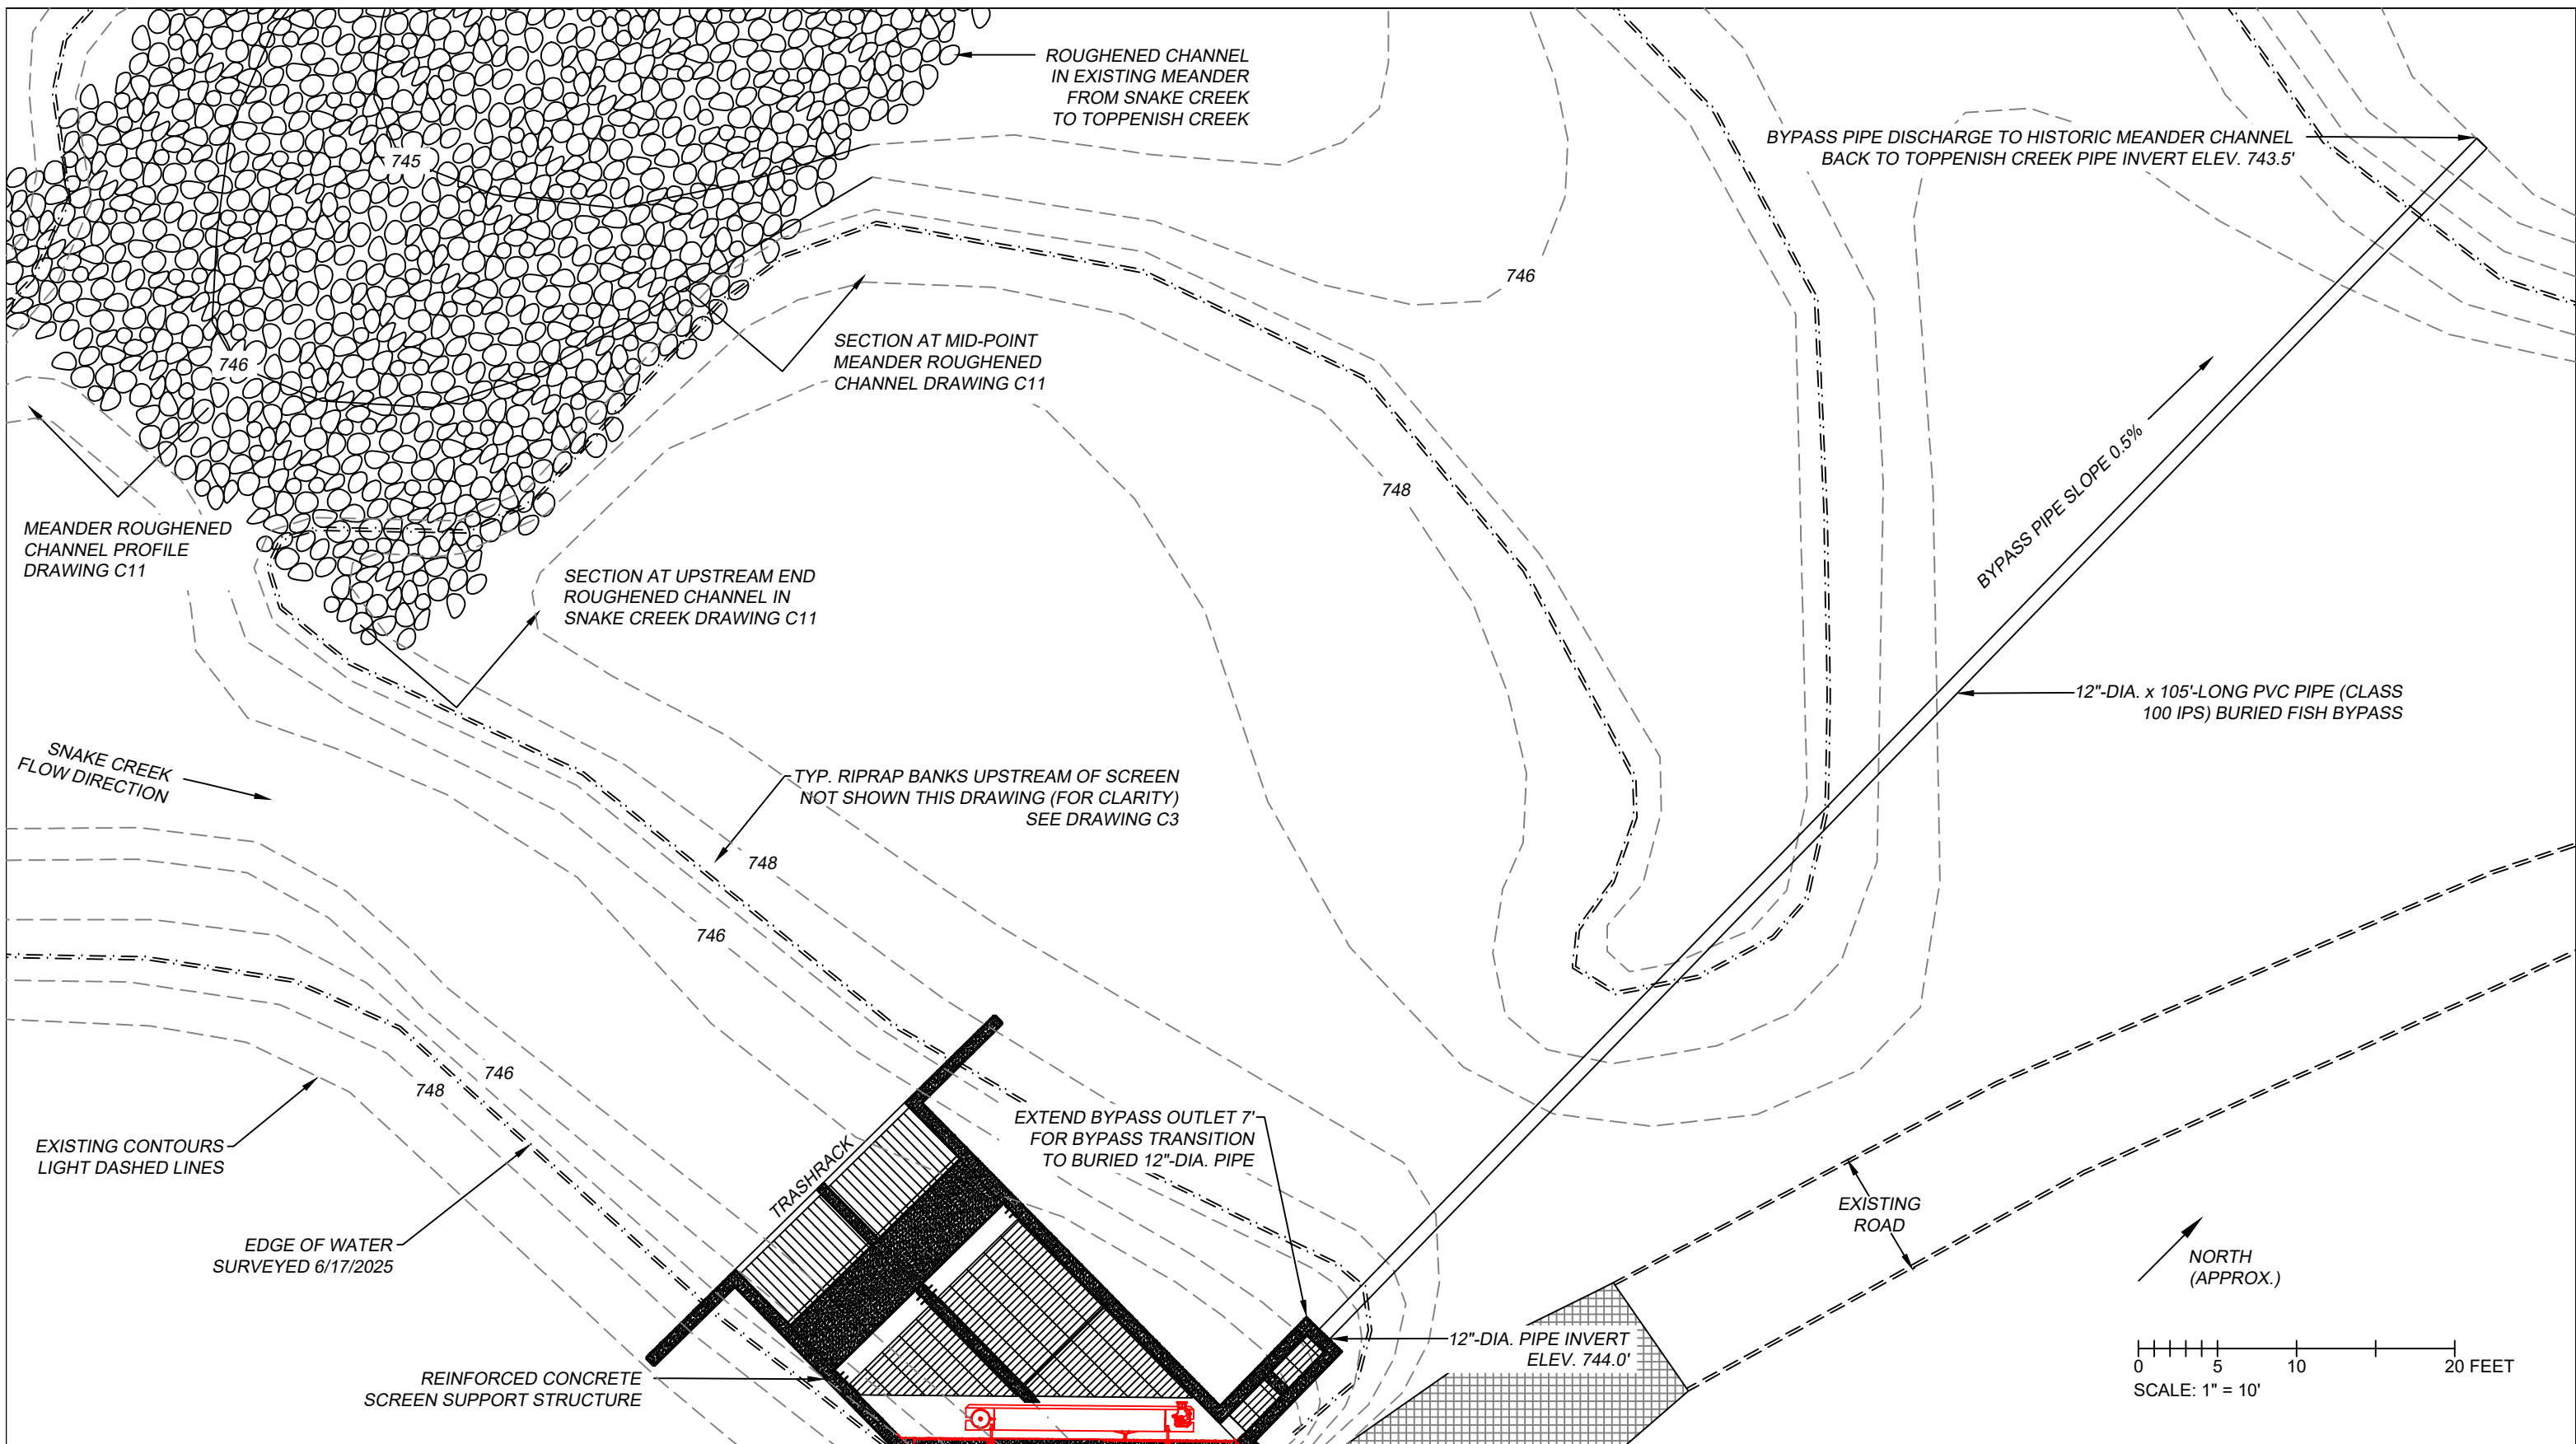 ROUGHENED CHANNEL
IN EXISTING MEANDER
FROM SNAKE CREEK
TO TOPPENISH CREEK
BYPASS PIPE DISCHARGE TO HISTORIC MEANDER CHANNEL
BACK TO TOPPENISH CREEK PIPE INVERT ELEV. 743.5'
745
746
746
SECTION AT MID-POINT
MEANDER ROUGHENED
CHANNEL DRAWING C11
748
BYPASS PIPE SLOPE 0.5%
MEANDER ROUGHENED
CHANNEL PROFILE
DRAWING C11
SECTION AT UPSTREAM END
ROUGHENED CHANNEL IN
SNAKE CREEK DRAWING C11
12"-DIA. x 105'-LONG PVC PIPE (CLASS
100 IPS) BURIED FISH BYPASS
SNAKE CREEK
FLOW DIRECTION
TYP. RIPRAP BANKS UPSTREAM OF SCREEN
NOT SHOWN THIS DRAWING (FOR CLARITY)
SEE DRAWING C3
748
746
746
748
EXISTING CONTOURS
LIGHT DASHED LINES
TRASHRACK
EXTEND BYPASS OUTLET 7'
FOR BYPASS TRANSITION
TO BURIED 12"-DIA. PIPE
EXISTING
ROAD
EDGE OF WATER
SURVEYED 6/17/2025
NORTH
(APPROX.)
12"-DIA. PIPE INVERT
ELEV. 744.0'
REINFORCED CONCRETE
SCREEN SUPPORT STRUCTURE
0 5 10 20 FEET
SCALE: 1" = 10'